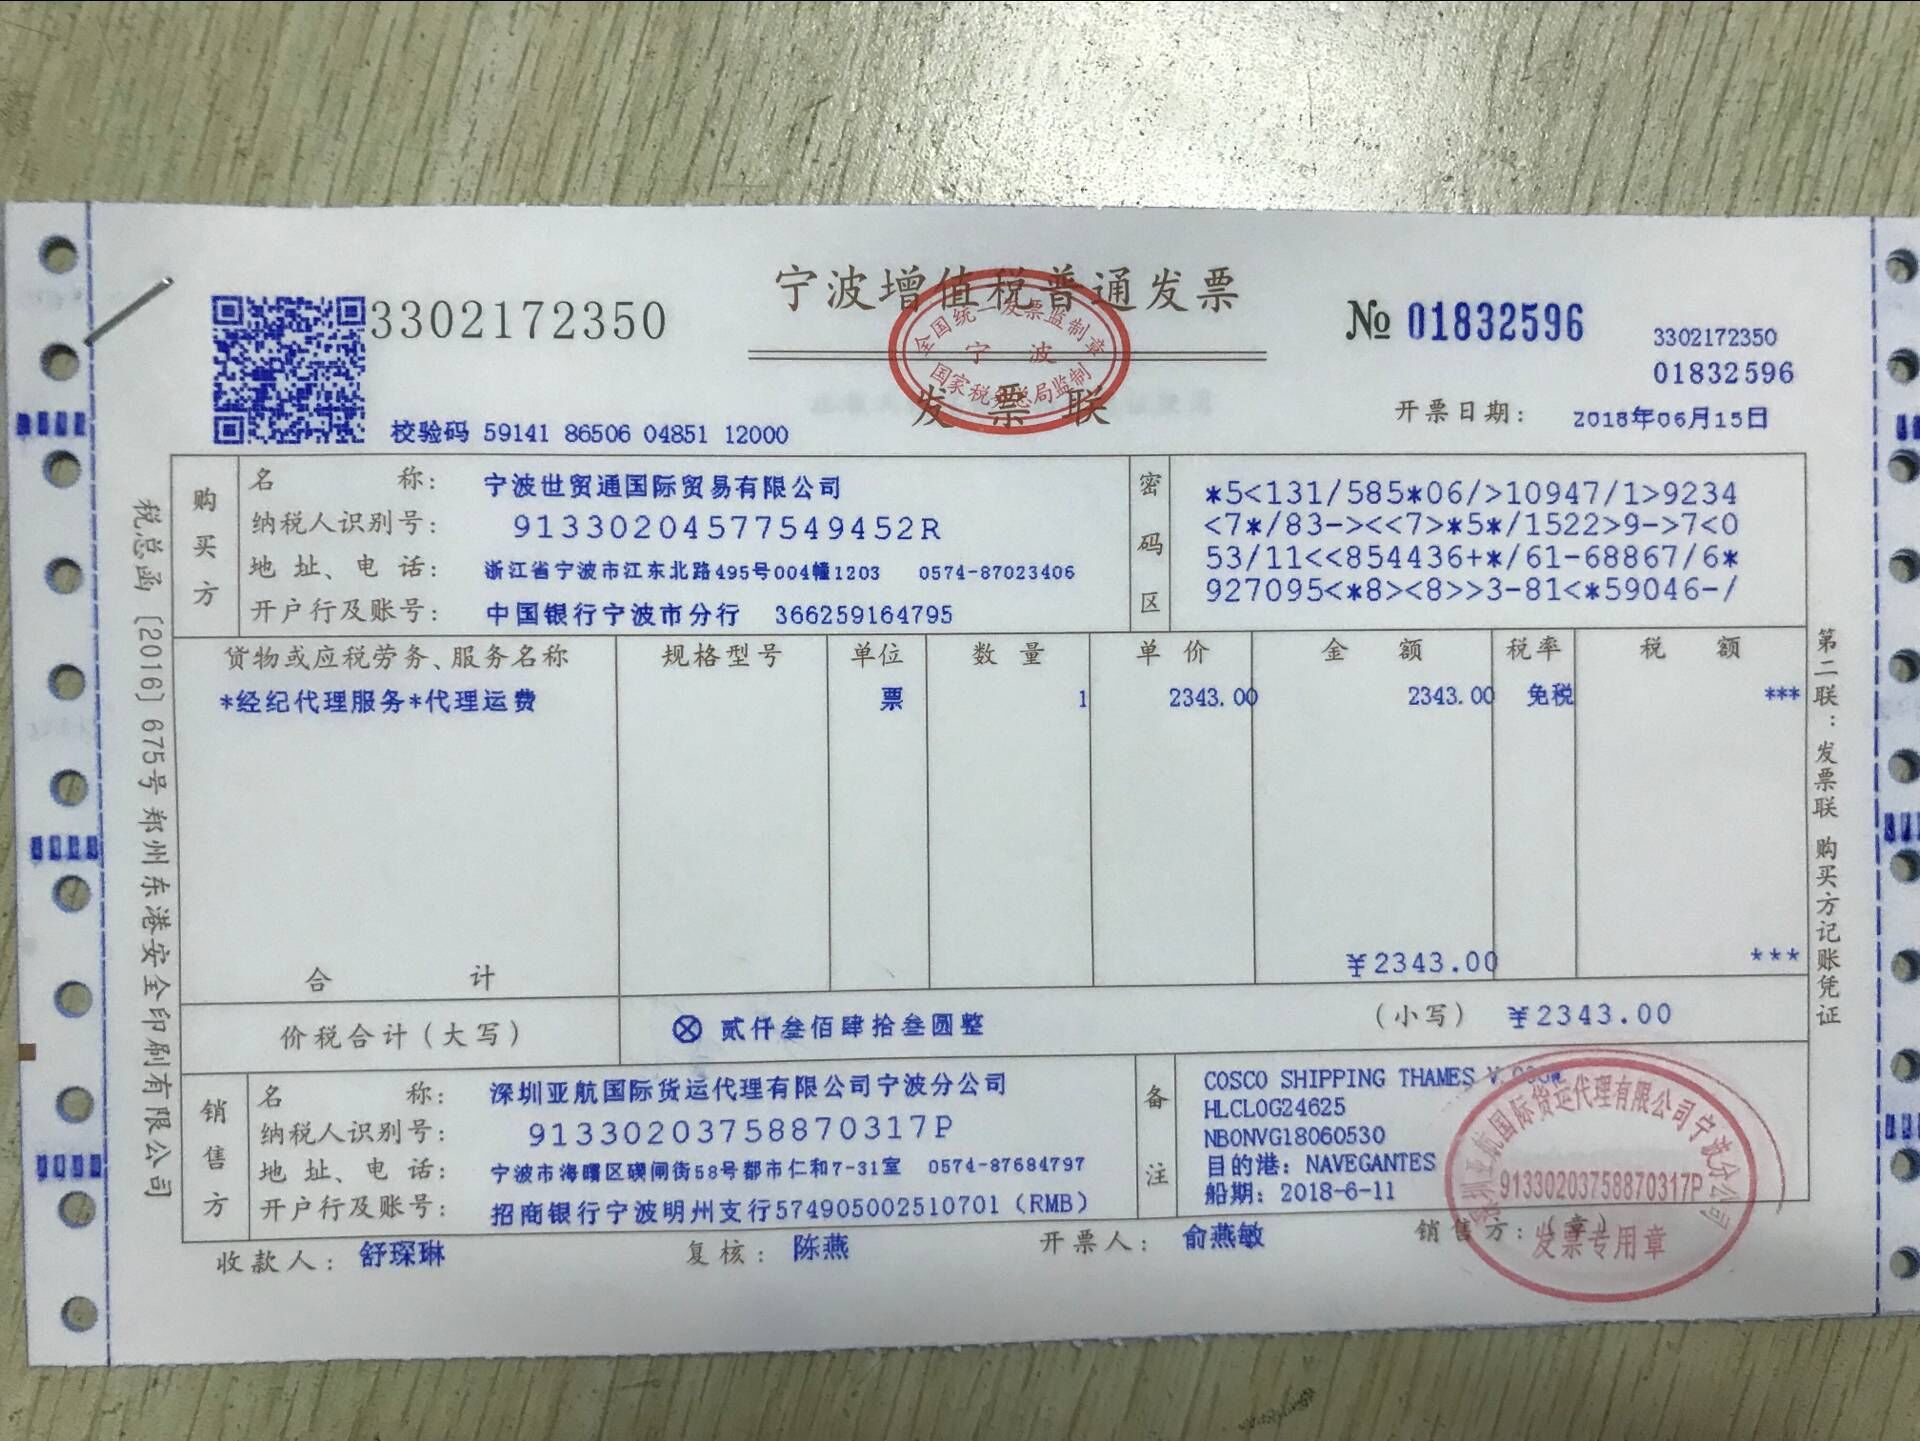 宁波增值税普通发票
发票联
全国统一发票监制章
宁波
国家税务总局监制
3302172350
№ 01832596
3302172350
01832596
校验码 59141 86506 04851 12000
开票日期: 2018年06月15日
税总函〔2016〕675号 郑州东港安全印刷有限公司
购买方
名称: 宁波世贸通国际贸易有限公司
纳税人识别号: 91330204577549452R
地址、电话: 浙江省宁波市江东北路495号004幢1203 0574-87023406
开户行及账号: 中国银行宁波市分行 366259164795
密码区
*5<131/585*06/>10947/1>9234
<7*/83-><<7>*5*/1522>9->7<0
53/11<<854436+*/61-68867/6*
927095<*8><8>>3-81<*59046-/
货物或应税劳务、服务名称 规格型号 单位 数量 单价 金额 税率 税额
*经纪代理服务*代理运费 票 1 2343.00 2343.00 免税 ***
合计 ¥2343.00 ***
价税合计(大写) ⊗ 贰仟叁佰肆拾叁圆整 (小写) ¥2343.00
第二联:发票联 购买方记账凭证
销售方
名称: 深圳亚航国际货运代理有限公司宁波分公司
纳税人识别号: 91330203758870317P
地址、电话: 宁波市海曙区碶闸街58号都市仁和7-31室 0574-87684797
开户行及账号: 招商银行宁波明州支行574905002510701(RMB)
备注
COSCO SHIPPING THAMES
HLCLOG24625
NBONVG18060530
目的港: NAVEGANTES
船期: 2018-6-11
收款人: 舒琛琳 复核: 陈燕 开票人: 俞燕敏 销售方:(章)
深圳亚航国际货运代理有限公司宁波分公司
91330203758870317P
发票专用章